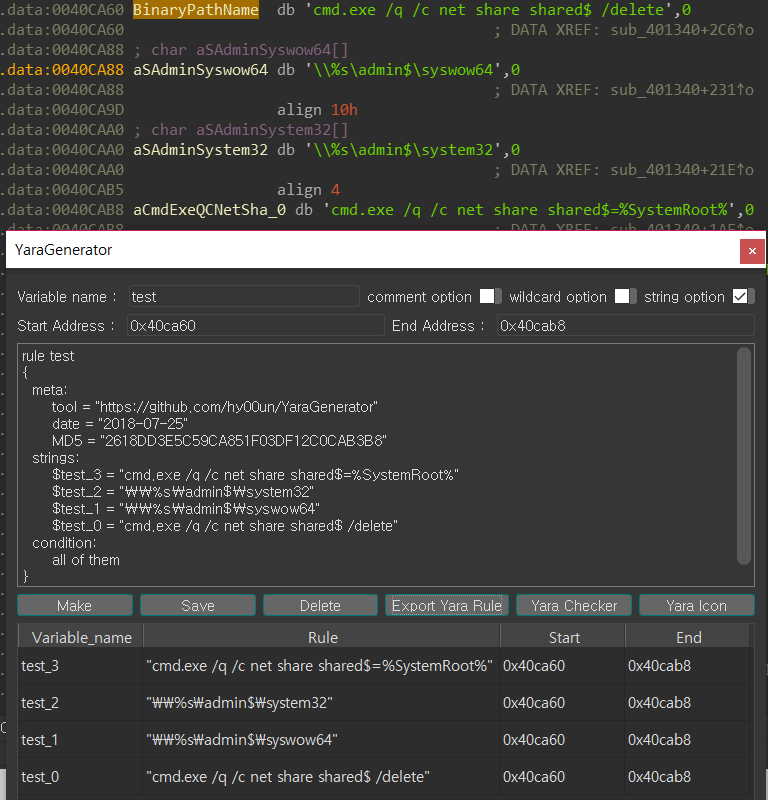 .data:0040CA60 BinaryPathName db 'cmd.exe /q /c net share shared$ /delete',0
.data:0040CA60 ; DATA XREF: sub_401340+2C6↑o
.data:0040CA88 ; char aSAdminSyswow64[]
.data:0040CA88 aSAdminSyswow64 db '\\%s\admin$\syswow64',0
.data:0040CA88 ; DATA XREF: sub_401340+231↑o
.data:0040CA9D align 10h
.data:0040CAA0 ; char aSAdminSystem32[]
.data:0040CAA0 aSAdminSystem32 db '\\%s\admin$\system32',0
.data:0040CAA0 ; DATA XREF: sub_401340+21E↑o
.data:0040CAB5 align 4
.data:0040CAB8 aCmdExeQCNetSha_0 db 'cmd.exe /q /c net share shared$=%SystemRoot%',0
YaraGenerator
Variable name : test comment option wildcard option string option
Start Address : 0x40ca60 End Address : 0x40cab8
rule test
{
meta:
tool = "https://github.com/hy00un/YaraGenerator"
date = "2018-07-25"
MD5 = "2618DD3E5C59CA851F03DF12C0CAB3B8"
strings:
$test_3 = "cmd.exe /q /c net share shared$=%SystemRoot%"
$test_2 = "₩₩%s₩admin$₩system32"
$test_1 = "₩₩%s₩admin$₩syswow64"
$test_0 = "cmd.exe /q /c net share shared$ /delete"
condition:
all of them
}
Make Save Delete Export Yara Rule Yara Checker Yara Icon
Variable_name Rule Start End
test_3 "cmd.exe /q /c net share shared$=%SystemRoot%" 0x40ca60 0x40cab8
test_2 "₩₩%s₩admin$₩system32" 0x40ca60 0x40cab8
test_1 "₩₩%s₩admin$₩syswow64" 0x40ca60 0x40cab8
test_0 "cmd.exe /q /c net share shared$ /delete" 0x40ca60 0x40cab8